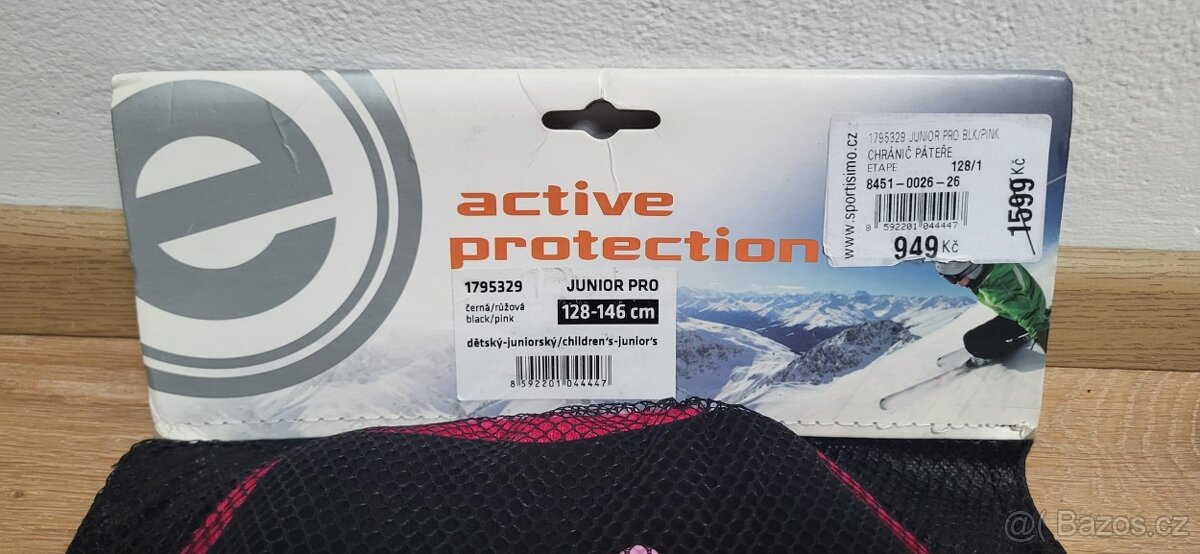 active
protection
1795329 JUNIOR PRO
černá/růžová
black/pink
128-146 cm
dětský-juniorský/children's-junior's
8 592201 044447
www.sportisimo.cz
1795329 JUNIOR PRO BLK/PINK
CHRÁNIČ PÁTEŘE
ETAPE 128/1
8451-0026-26
8 592201 044447
949 Kč
1599 Kč
@( Bazos.cz